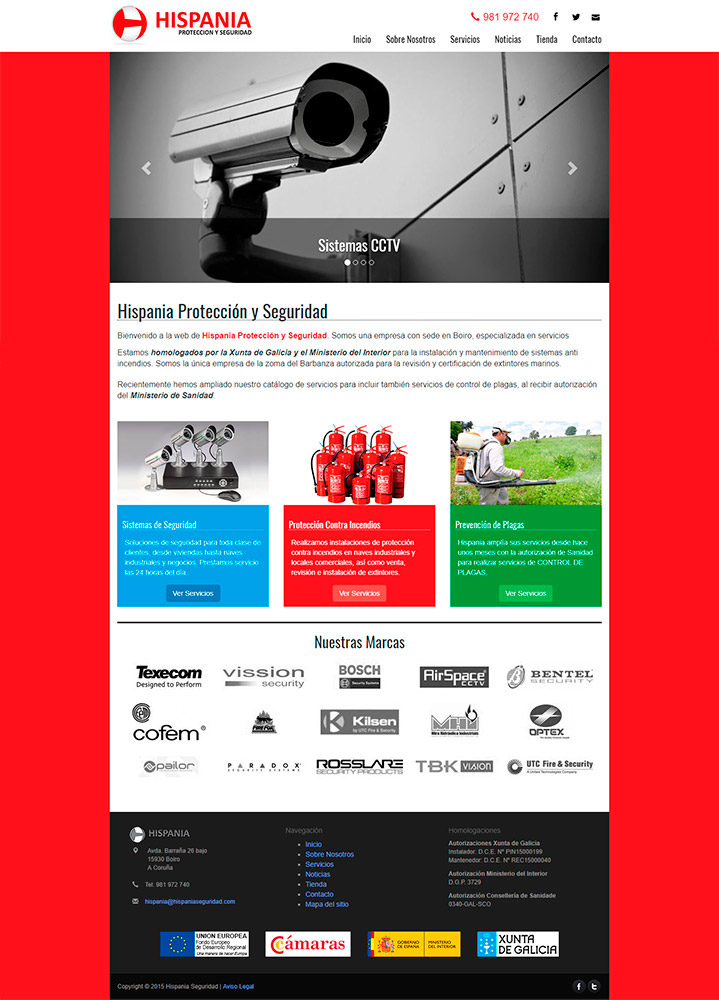 HISPANIA
PROTECCION Y SEGURIDAD
981 972 740
Inicio Sobre Nosotros Servicios Noticias Tienda Contacto
Sistemas CCTV
Hispania Protección y Seguridad
Bienvenido a la web de Hispania Protección y Seguridad. Somos una empresa con sede en Boiro, especializada en servicios
Estamos homologados por la Xunta de Galicia y el Ministerio del Interior para la instalación y mantenimiento de sistemas anti
incendios. Somos la única empresa de la zona del Barbanza autorizada para la revisión y certificación de extintores marinos.
Recientemente hemos ampliado nuestro catálogo de servicios para incluir también servicios de control de plagas, al recibir autorización
del Ministerio de Sanidad
Sistemas de Seguridad
Soluciones de seguridad para toda clase de
clientes, desde viviendas hasta naves
industriales y negocios. Prestamos servicio
las 24 horas del día.
Ver Servicios
Protección Contra Incendios
Realizamos instalaciones de protección
contra incendios en naves industriales y
locales comerciales, así como venta,
revisión e instalación de extintores.
Ver Servicios
Prevención de Plagas
Hispania amplía sus servicios desde hace
unos meses con la autorización de Sanidad
para realizar servicios de CONTROL DE
PLAGAS.
Ver Servicios
Nuestras Marcas
Texecom
Designed to Perform
vission
security
BOSCH
Security Systems
AirSpace
CCTV
BENTEL
SECURITY
cofem
Kilsen
by UTC Fire & Security
MHI
OPTEX
pailor
PARADOX
SECURITY SYSTEMS
ROSSLARE
SECURITY PRODUCTS
TBK VISION
UTC Fire & Security
A United Technologies Company
HISPANIA
Avda. Barraña 26 bajo
15930 Boiro
A Coruña
Tel: 981 972 740
hispania@hispaniaseguridad.com
Navegación
Inicio
Sobre Nosotros
Servicios
Noticias
Tienda
Contacto
Mapa del sitio
Homologaciones
Autorizaciones Xunta de Galicia
Instalador: D.C.E. Nº PIN15000199
Mantenedor: D.C.E. Nº REC15000040
Autorización Ministerio del Interior
D.G.P. 3729
Autorización Consellería de Sanidade
0340-GAL-SCO
UNION EUROPEA
Fondo Europeo
de Desarrollo Regional
Una manera de hacer Europa
Cámaras
GOBIERNO
DE ESPAÑA
MINISTERIO
DEL INTERIOR
XUNTA
DE GALICIA
Copyright © 2015 Hispania Seguridad | Aviso Legal